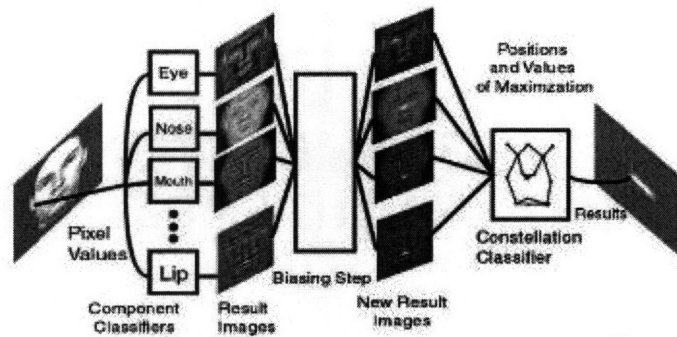 Eye
Nose
Mouth
Lip
Pixel
Values
Component
Classifiers
Result
Images
Biasing Step
New Result
Images
Positions
and Values
of Maximzation
Constellation
Classifier
Results